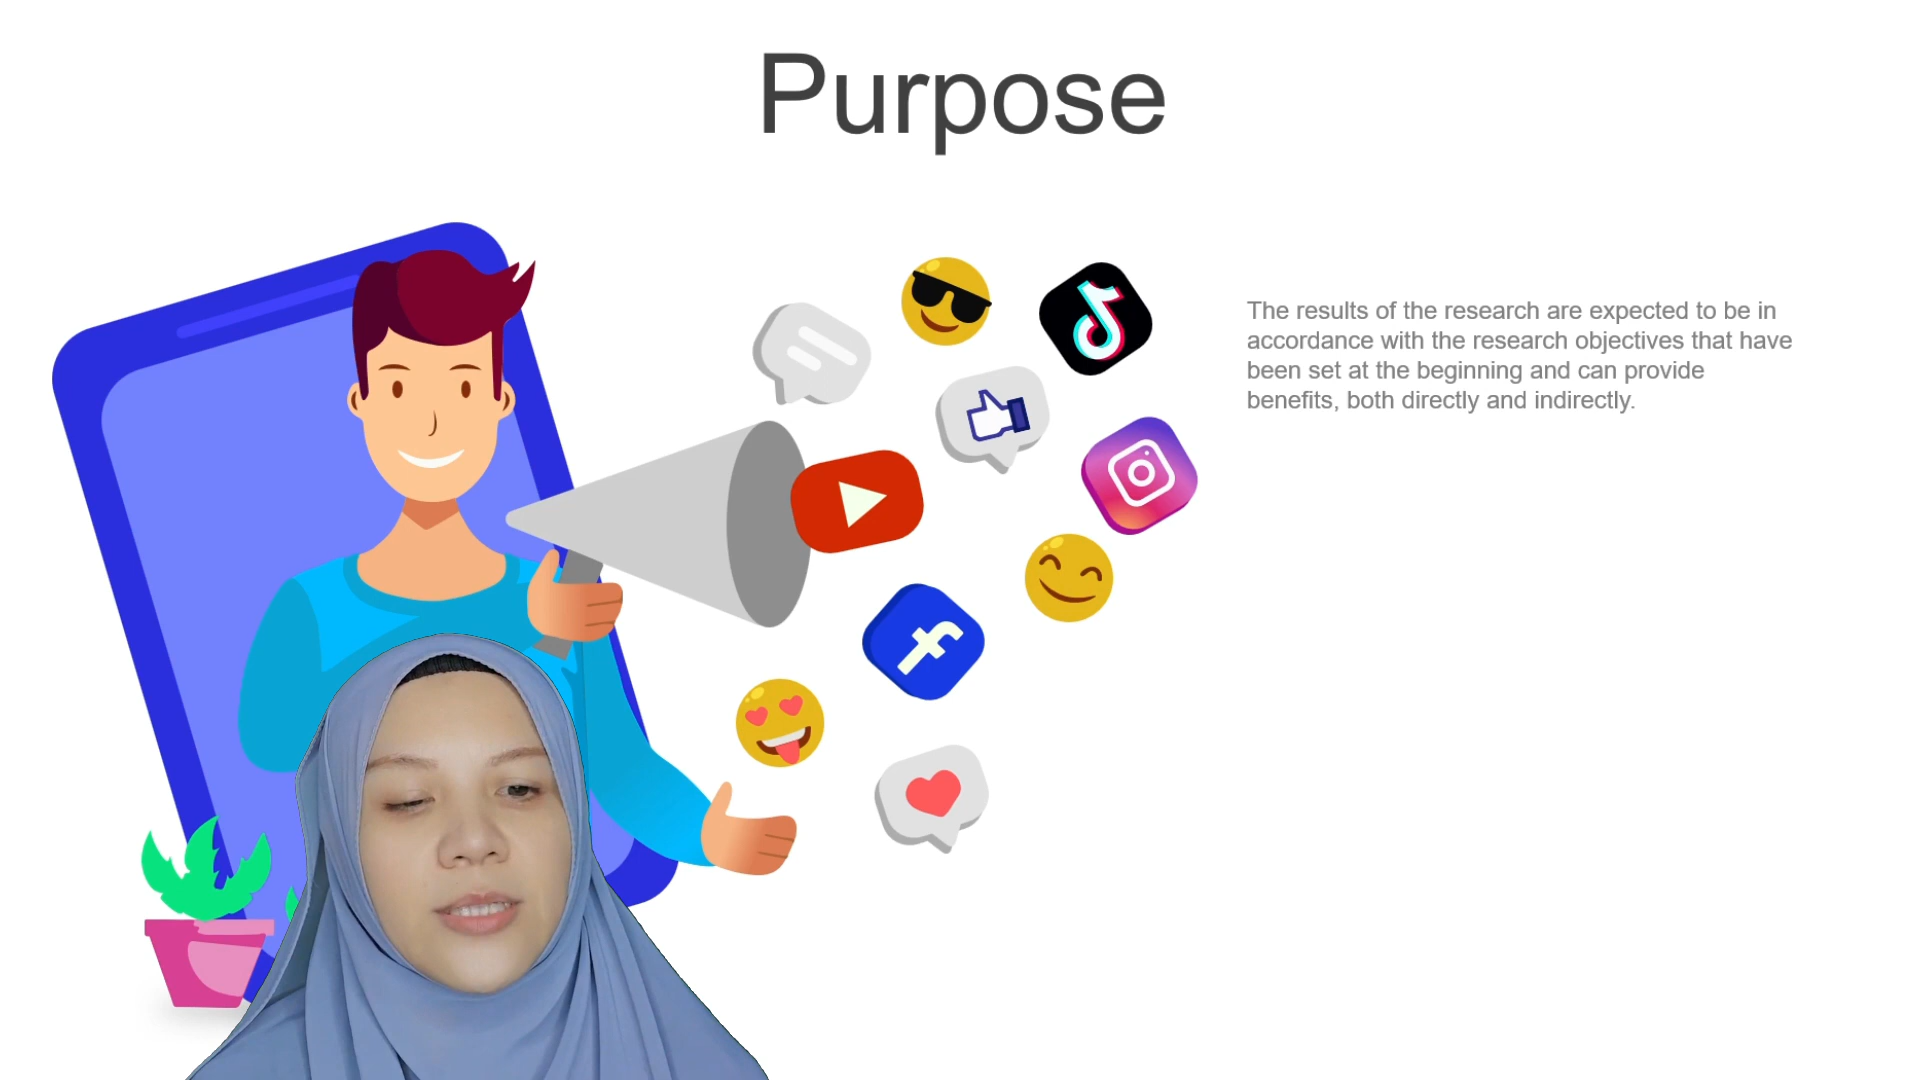 Purpose
The results of the research are expected to be in
accordance with the research objectives that have
been set at the beginning and can provide
benefits, both directly and indirectly.